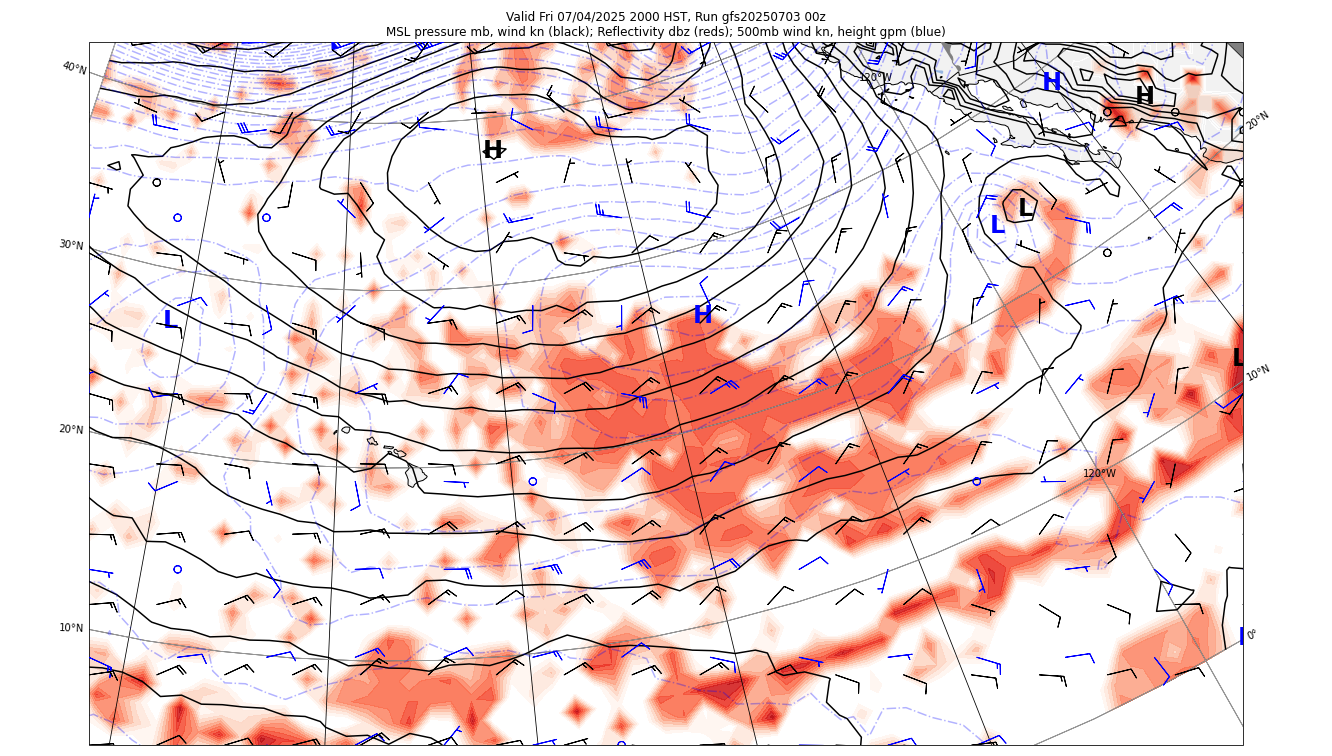 Valid Fri 07/04/2025 2000 HST, Run gfs20250703 00z
MSL pressure mb, wind kn (black); Reflectivity dbz (reds); 500mb wind kn, height gpm (blue)
40°N
120°W
H
H
20°N
H
L
L
30°N
L
H
L
10°N
20°N
120°W
10°N
0°